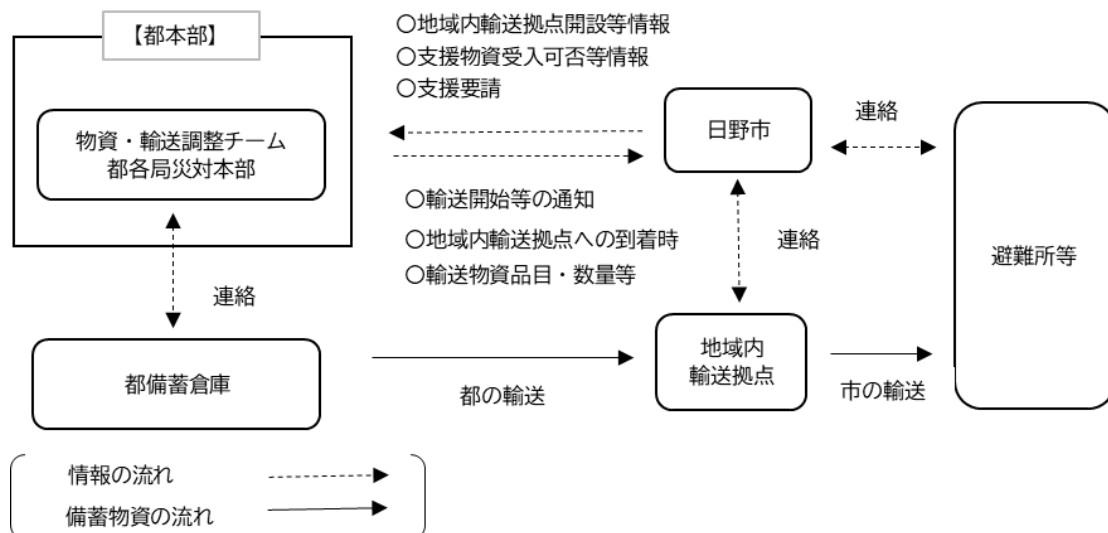 【都本部】
物資・輸送調整チーム
都各局災対本部
〇地域内輸送拠点開設等情報
〇支援物資受入可否等情報
〇支援要請
日野市
連絡
〇輸送開始等の通知
〇地域内輸送拠点への到着時
〇輸送物資品目・数量等
連絡
避難所等
連絡
都備蓄倉庫
都の輸送
地域内
輸送拠点
市の輸送
情報の流れ
備蓄物資の流れ